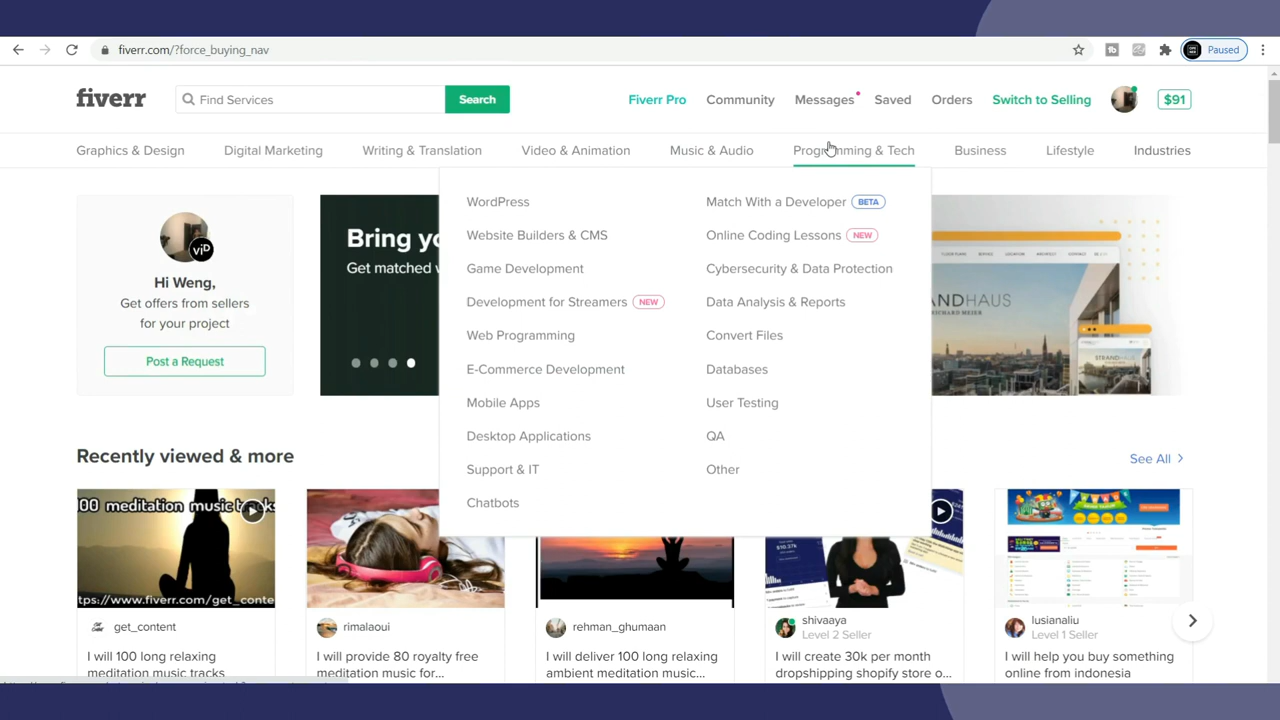 fiverr.com/?force_buying_nav
Paused
fiverr
Find Services
Search
Fiverr Pro
Community
Messages
Saved
Orders
Switch to Selling
$91
Graphics & Design
Digital Marketing
Writing & Translation
Video & Animation
Music & Audio
Programming & Tech
Business
Lifestyle
Industries
WordPress
Website Builders & CMS
Game Development
Development for Streamers NEW
Web Programming
E-Commerce Development
Mobile Apps
Desktop Applications
Support & IT
Chatbots
Match With a Developer BETA
Online Coding Lessons NEW
Cybersecurity & Data Protection
Data Analysis & Reports
Convert Files
Databases
User Testing
QA
Other
viD
Hi Weng,
Get offers from sellers
for your project
Post a Request
Bring yo
Get matched w
ANDHAUS
RICHARD MEIER
STRANDHAUS
Recently viewed & more
See All
00 meditation music tracks
ttps://www.fiverr.com/get_conte
get_content
I will 100 long relaxing
meditation music tracks
rimalaoui
I will provide 80 royalty free
meditation music for...
rehman_ghumaan
I will deliver 100 long relaxing
ambient meditation music...
shivaaya
Level 2 Seller
I will create 30k per month
dropshipping shopify store o...
lusianaliu
Level 1 Seller
I will help you buy something
online from indonesia